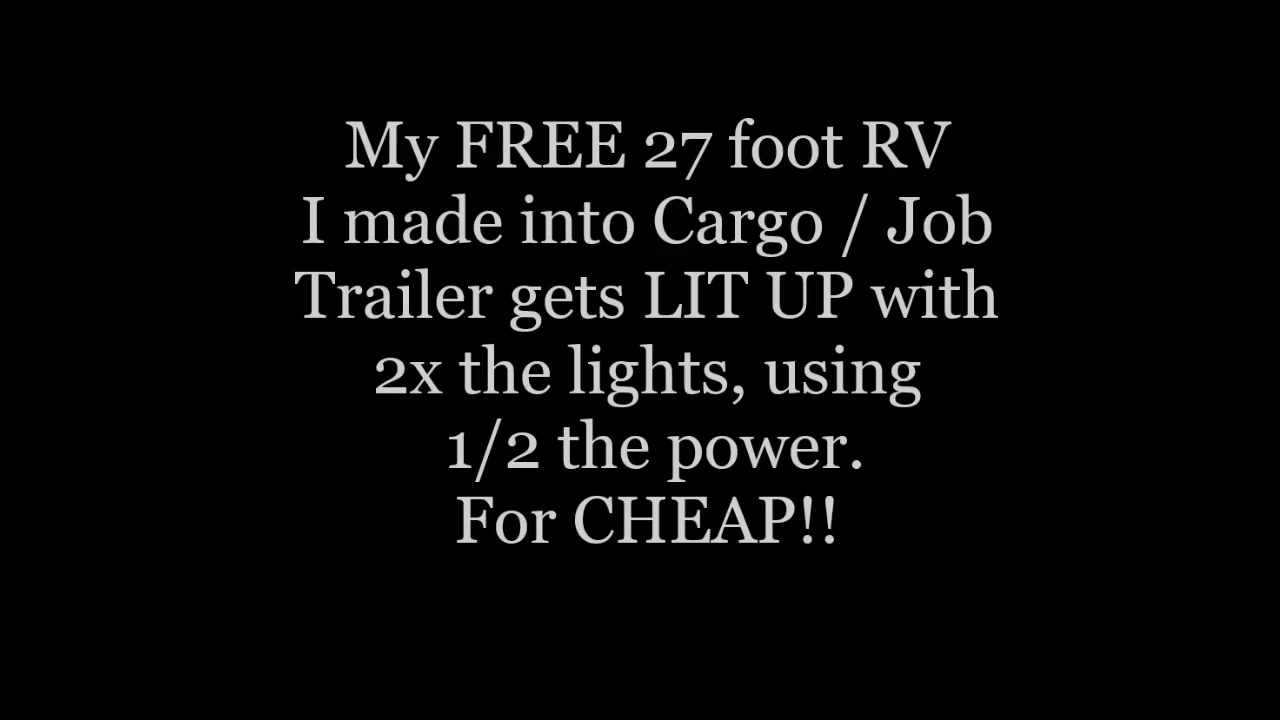 My FREE 27 foot RV
I made into Cargo / Job
Trailer gets LIT UP with
2x the lights, using
1/2 the power.
For CHEAP!!